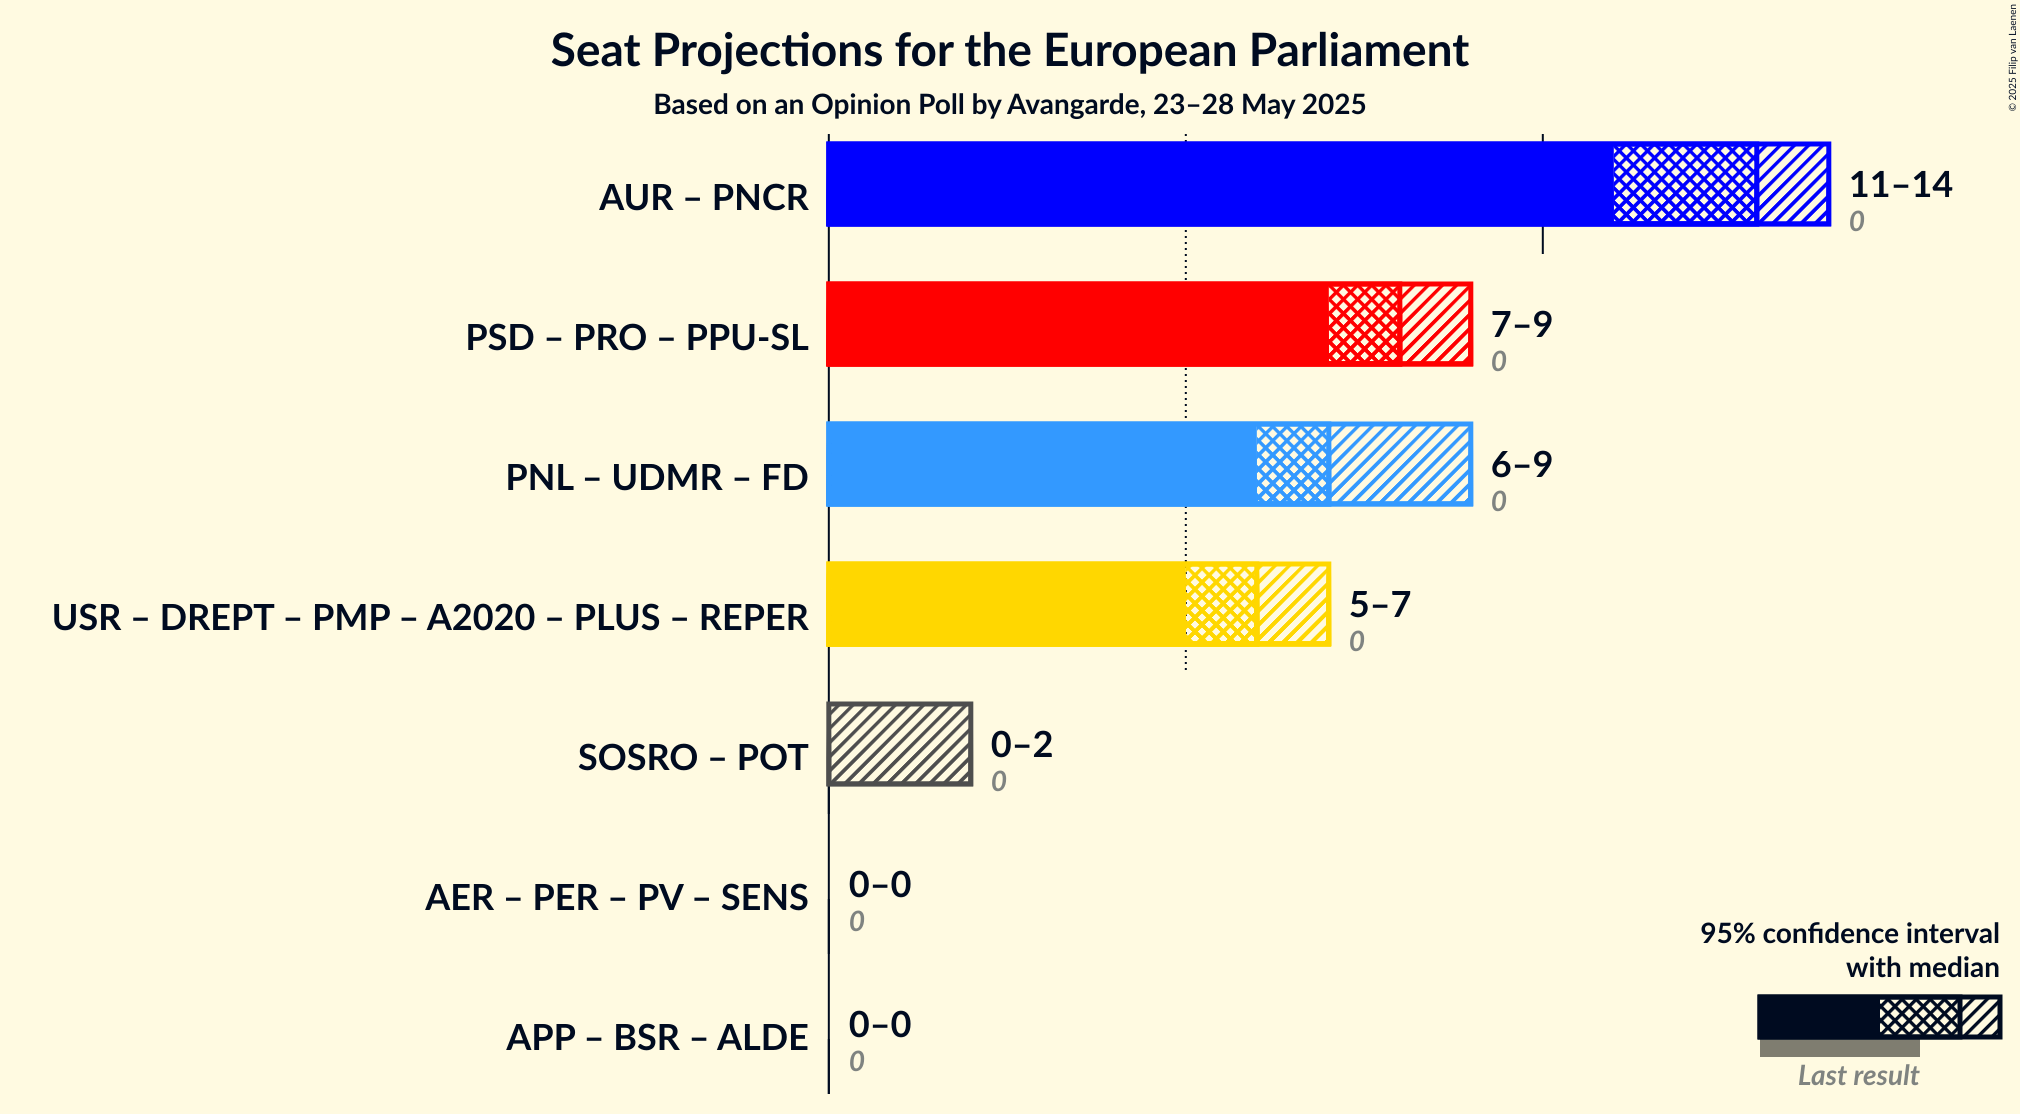 Seat Projections for the European Parliament
Based on an Opinion Poll by Avangarde, 23–28 May 2025
© 2025 Filip van Laenen
AUR – PNCR
11–14
0
PSD – PRO – PPU-SL
7–9
0
PNL – UDMR – FD
6–9
0
USR – DREPT – PMP – A2020 – PLUS – REPER
5–7
0
SOSRO – POT
0–2
0
AER – PER – PV – SENS
0–0
0
APP – BSR – ALDE
0–0
0
95% confidence interval
with median
Last result